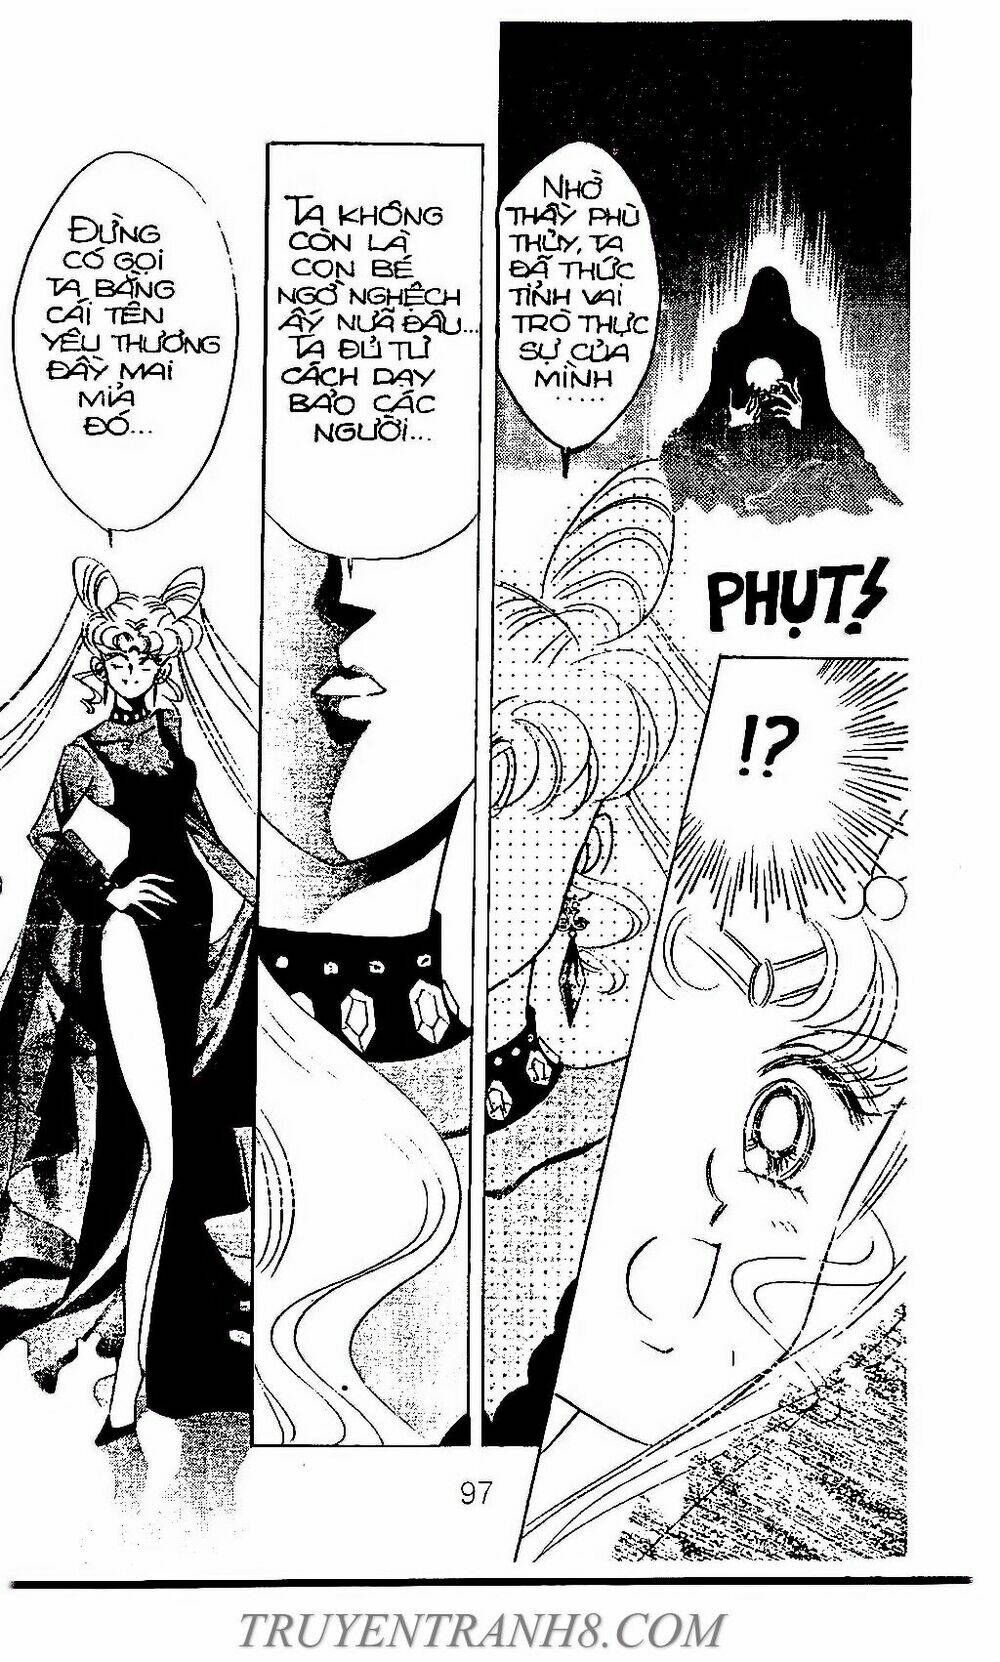 NHỜ
THẦY PHÙ
THỦY, TA
ĐÃ THỨC
TỈNH VAI
TRÒ THỰC
SỰ CỦA
MÌNH
......
PHỤT!
!?
TA KHÔNG
CÒN LÀ
CON BÉ
NGỜ NGHỆCH
ẤY NƯÃ ĐÂU...
TA ĐỦ TƯ
CÁCH DẠY
BẢO CÁC
NGƯỜI...
ĐỪNG
CÓ GỌI
TA BẰNG
CÁI TÊN
YÊU THƯƠNG
ĐẦY MAI
MỈA
ĐÓ...
97
TRUYENTRANH8.COM